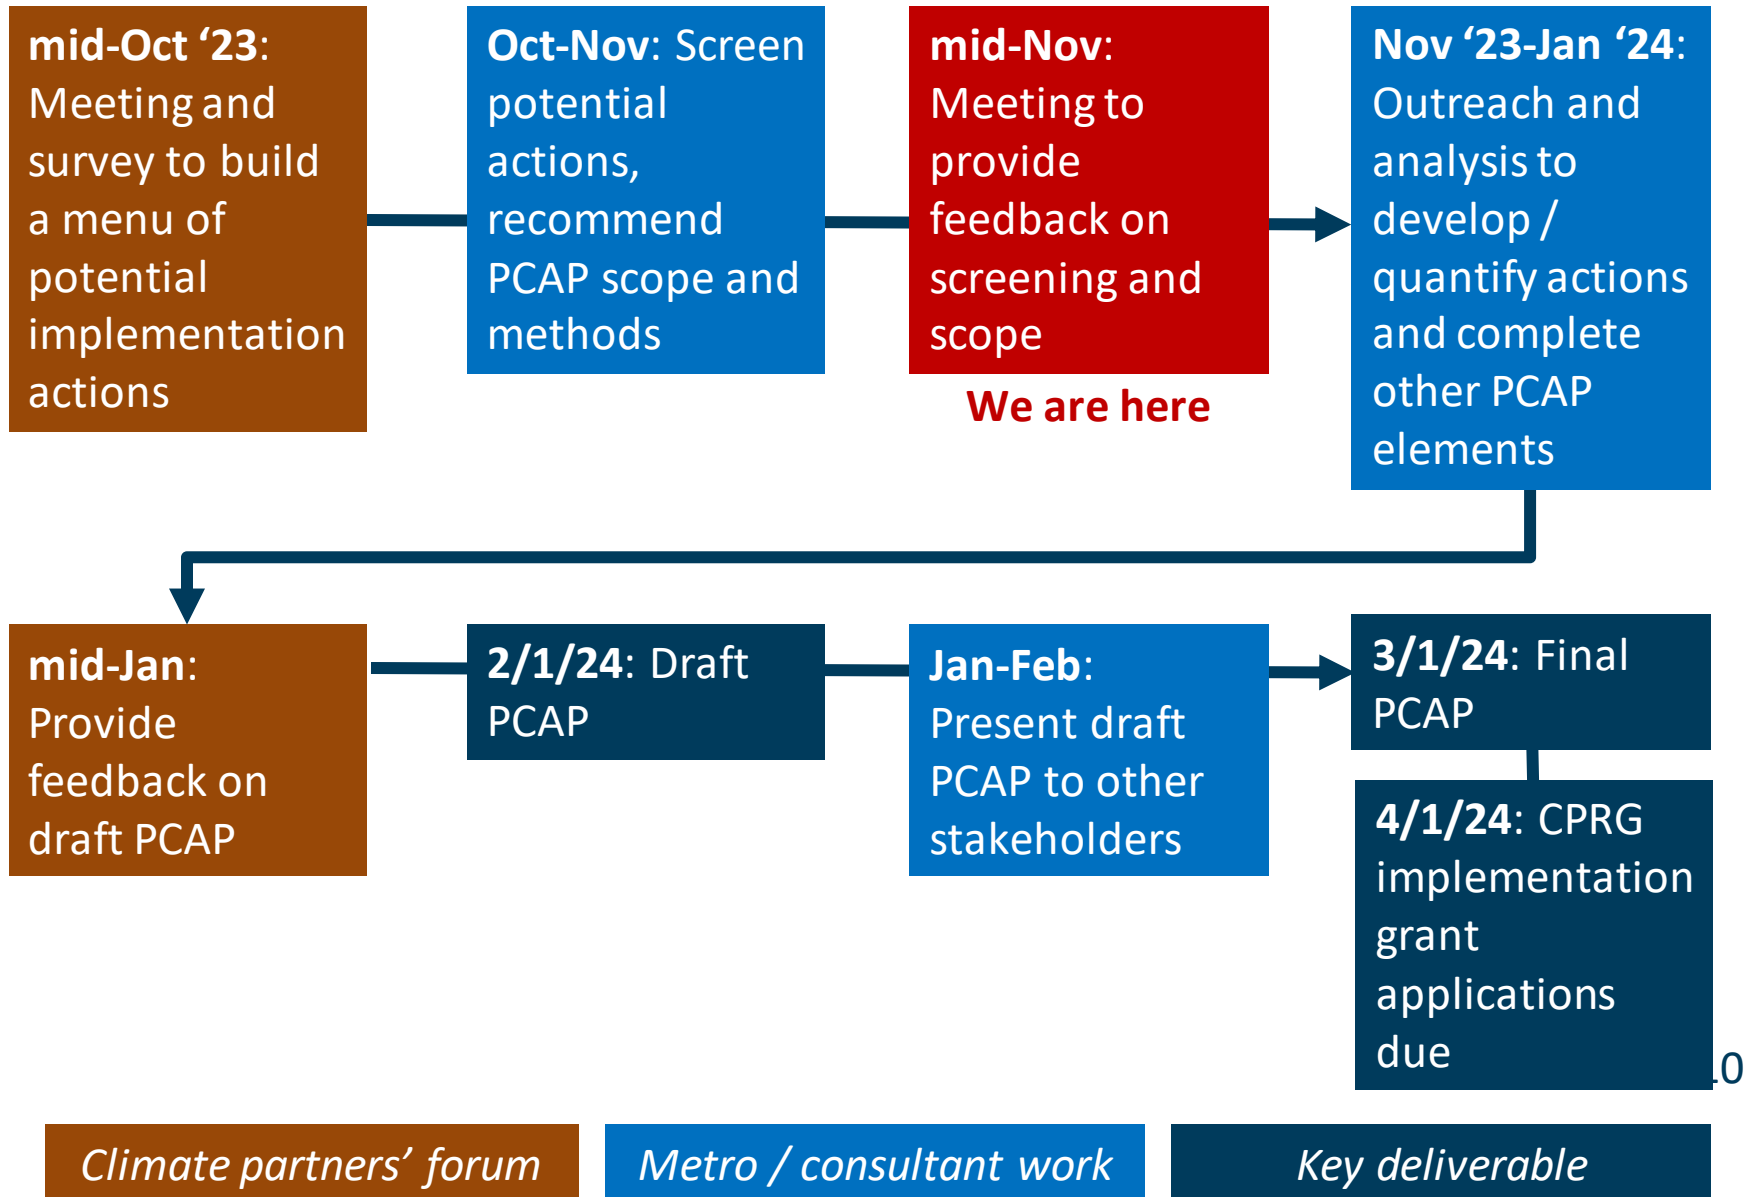 mid-Oct ‘23:
Meeting and
survey to build
a menu of
potential
implementation
actions
Oct-Nov: Screen
potential
actions,
recommend
PCAP scope and
methods
mid-Nov:
Meeting to
provide
feedback on
screening and
scope
We are here
Nov ‘23-Jan ‘24:
Outreach and
analysis to
develop /
quantify actions
and complete
other PCAP
elements
mid-Jan:
Provide
feedback on
draft PCAP
2/1/24: Draft
PCAP
Jan-Feb:
Present draft
PCAP to other
stakeholders
3/1/24: Final
PCAP
4/1/24: CPRG
implementation
grant
applications
due
Climate partners’ forum
Metro / consultant work
Key deliverable